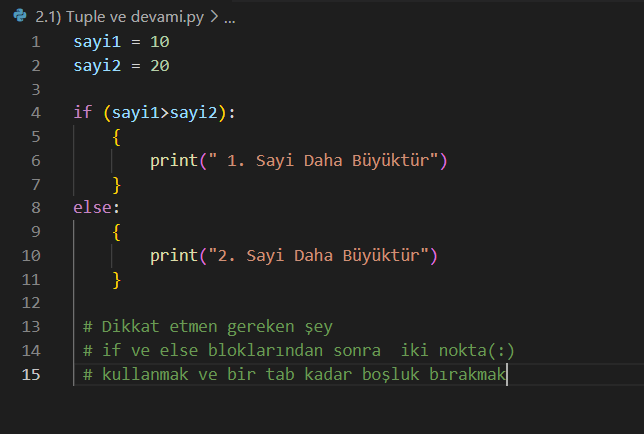 2.1) Tuple ve devami.py > ...
1 sayi1 = 10
2 sayi2 = 20
3
4 if (sayi1>sayi2):
5     {
6         print(" 1. Sayi Daha Büyüktür")
7     }
8 else:
9     {
10         print("2. Sayi Daha Büyüktür")
11     }
12
13  # Dikkat etmen gereken şey
14  # if ve else bloklarından sonra  iki nokta(:)
15  # kullanmak ve bir tab kadar boşluk bırakmak